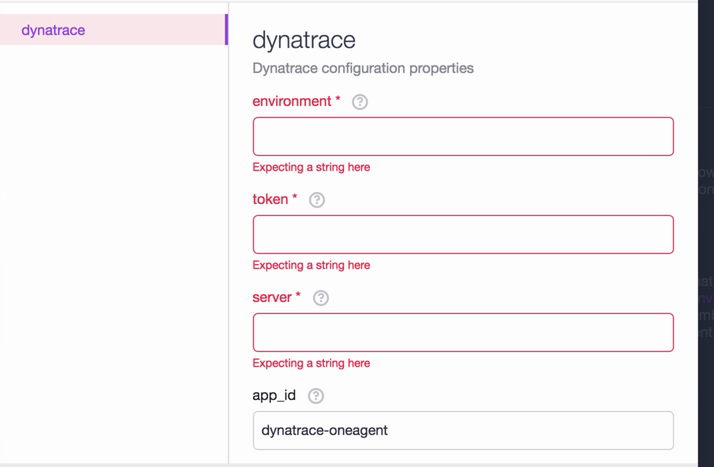 dynatrace
dynatrace
Dynatrace configuration properties
environment *
Expecting a string here
token *
Expecting a string here
server *
Expecting a string here
app_id
dynatrace-oneagent